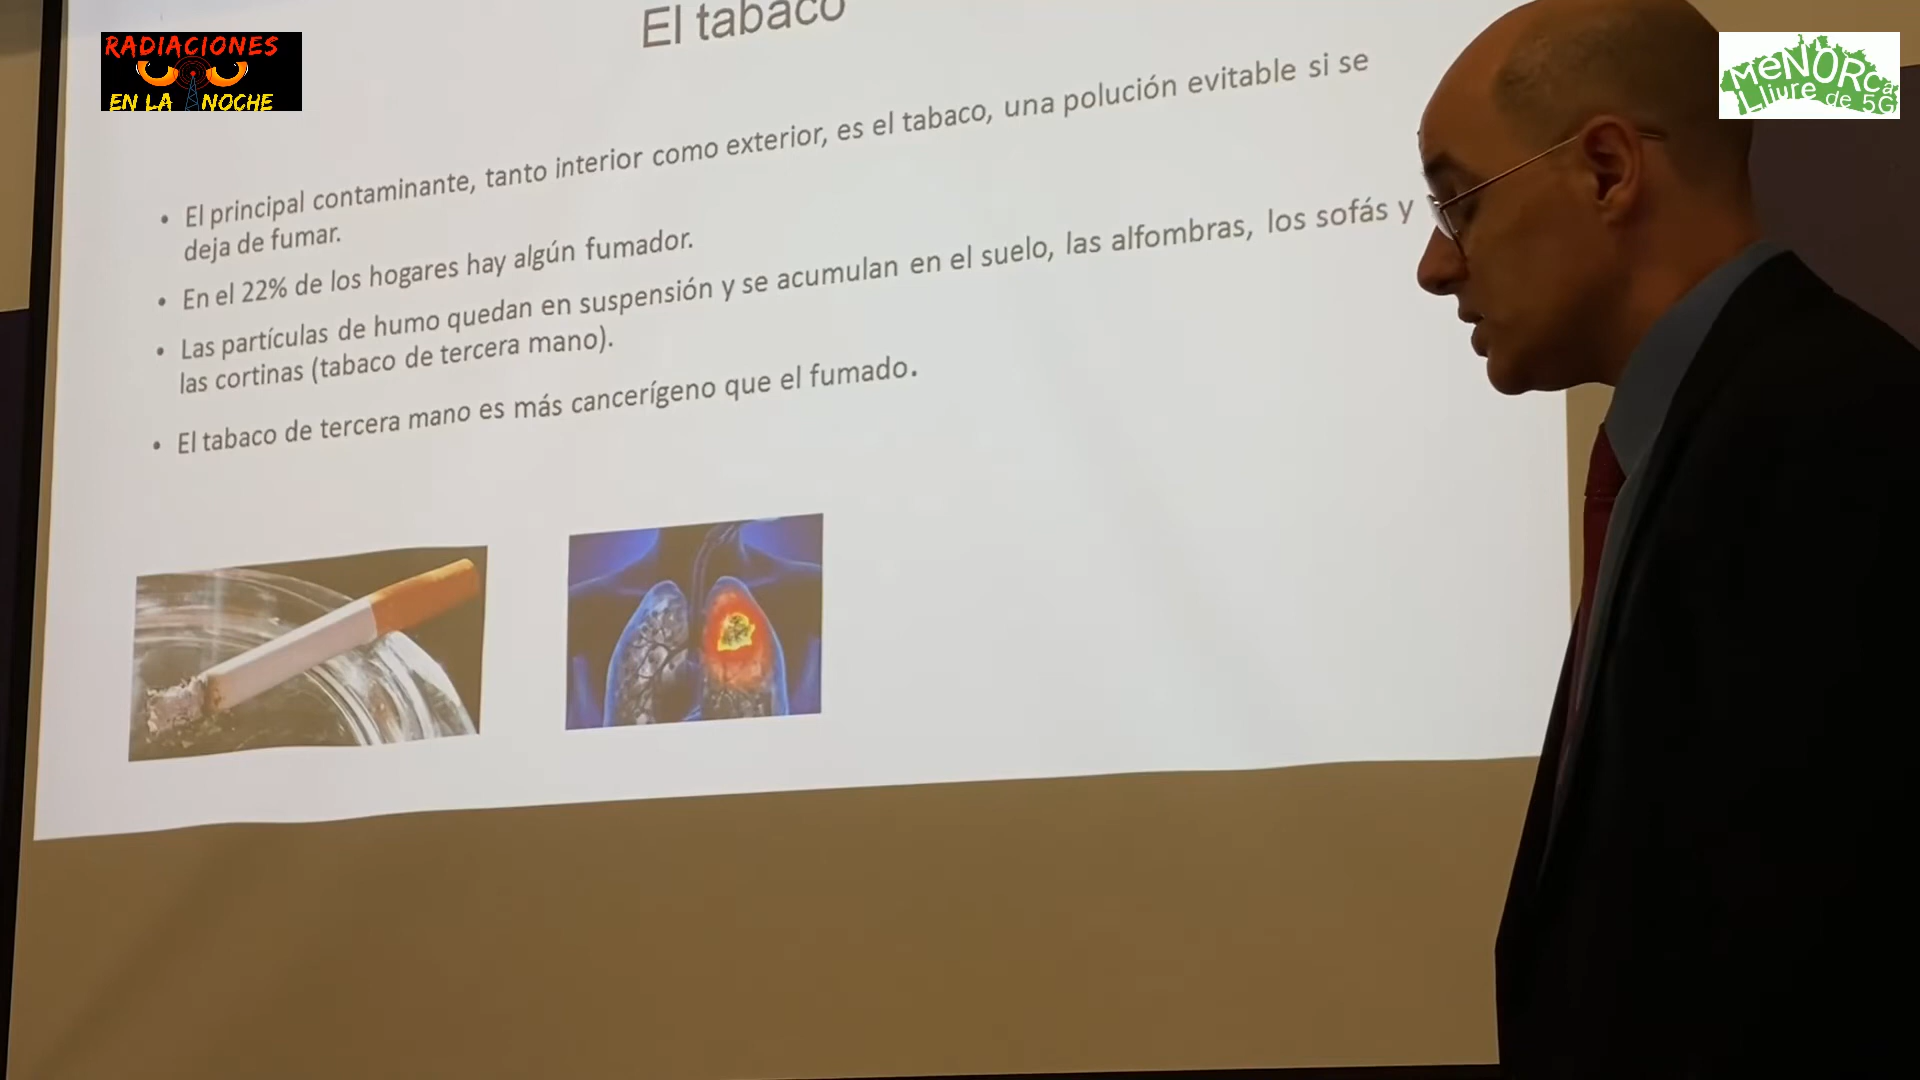 El tabaco
RADIACIONES
EN LA NOCHE
MENORCA
Lliure de 5G
• El principal contaminante, tanto interior como exterior, es el tabaco, una polución evitable si se
deja de fumar.
• En el 22% de los hogares hay algún fumador.
• Las partículas de humo quedan en suspensión y se acumulan en el suelo, las alfombras, los sofás y
las cortinas (tabaco de tercera mano).
• El tabaco de tercera mano es más cancerígeno que el fumado.